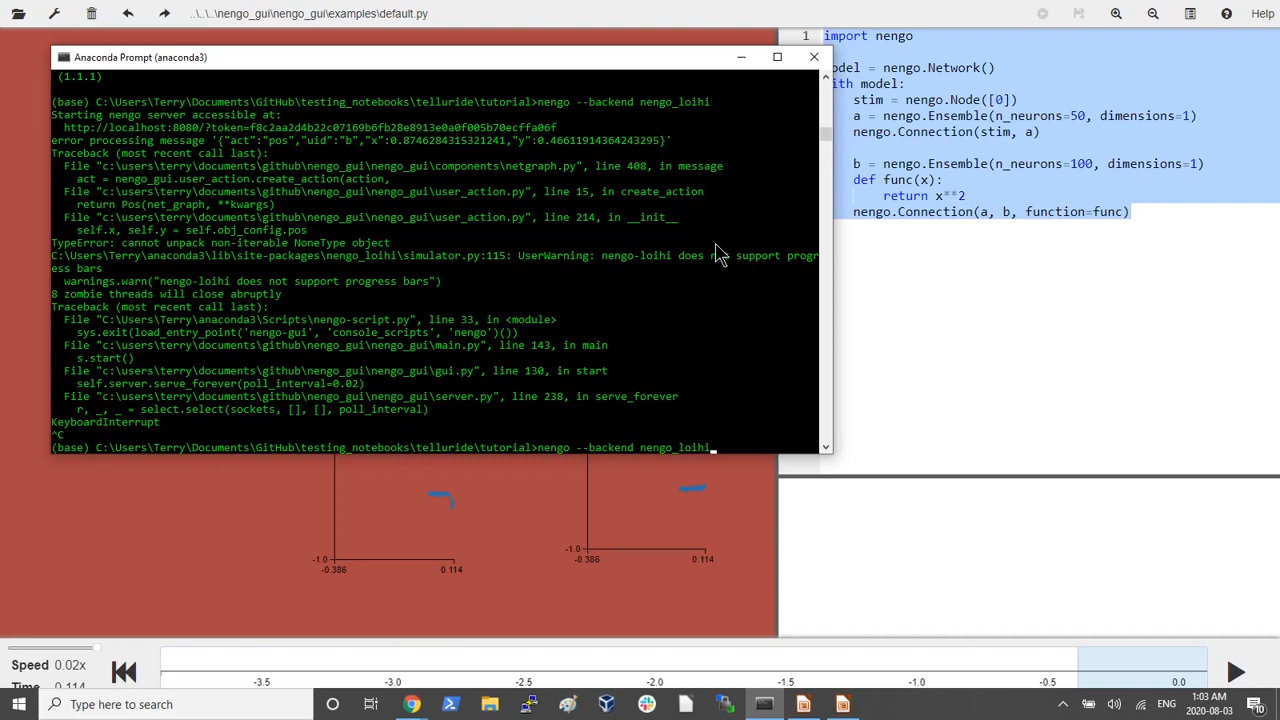 ..\..\..\nengo_gui\nengo_gui\examples\default.py
Help
Anaconda Prompt (anaconda3)
(1.1.1)
(base) C:\Users\Terry\Documents\GitHub\testing_notebooks\telluride\tutorial>nengo --backend nengo_loihi
Starting nengo server accessible at:
http://localhost:8080/?token=f8c2aa2d4b22c07169b6fb28e8913e0a0f005b70ecffa06f
error processing message '{"act":"pos","uid":"b","x":0.8746284315321241,"y":0.46611914364243295}'
Traceback (most recent call last):
File "c:\users\terry\documents\github\nengo_gui\nengo_gui\components\netgraph.py", line 408, in message
act = nengo_gui.user_action.create_action(action,
File "c:\users\terry\documents\github\nengo_gui\nengo_gui\user_action.py", line 15, in create_action
return Pos(net_graph, **kwargs)
File "c:\users\terry\documents\github\nengo_gui\nengo_gui\user_action.py", line 214, in __init__
self.x, self.y = self.obj_config.pos
TypeError: cannot unpack non-iterable NoneType object
C:\Users\Terry\anaconda3\lib\site-packages\nengo_loihi\simulator.py:115: UserWarning: nengo-loihi does n support progr
ess bars
warnings.warn("nengo-loihi does not support progress bars")
8 zombie threads will close abruptly
Traceback (most recent call last):
File "C:\Users\Terry\anaconda3\Scripts\nengo-script.py", line 33, in <module>
sys.exit(load_entry_point('nengo-gui', 'console_scripts', 'nengo')())
File "c:\users\terry\documents\github\nengo_gui\nengo_gui\main.py", line 143, in main
s.start()
File "c:\users\terry\documents\github\nengo_gui\nengo_gui\gui.py", line 130, in start
self.server.serve_forever(poll_interval=0.02)
File "c:\users\terry\documents\github\nengo_gui\nengo_gui\server.py", line 238, in serve_forever
r, _, _ = select.select(sockets, [], [], poll_interval)
KeyboardInterrupt
^C
(base) C:\Users\Terry\Documents\GitHub\testing_notebooks\telluride\tutorial>nengo --backend nengo_loihi
1 import nengo
odel = nengo.Network()
ith model:
stim = nengo.Node([0])
a = nengo.Ensemble(n_neurons=50, dimensions=1)
nengo.Connection(stim, a)
b = nengo.Ensemble(n_neurons=100, dimensions=1)
def func(x):
return x**2
nengo.Connection(a, b, function=func)
-1.0
-0.386 0.114
-1.0
-0.386 0.114
Speed 0.02x
Time 0.114
-3.5 -3.0 -2.5 -2.0 -1.5 -1.0 -0.5 0.0
Type here to search
ENG
1:03 AM
2020-08-03
10